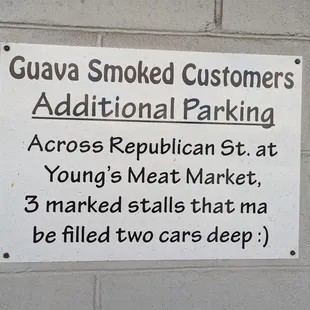 Guava Smoked Customers
Additional Parking
Across Republican St. at
Young's Meat Market,
3 marked stalls that ma
be filled two cars deep :)